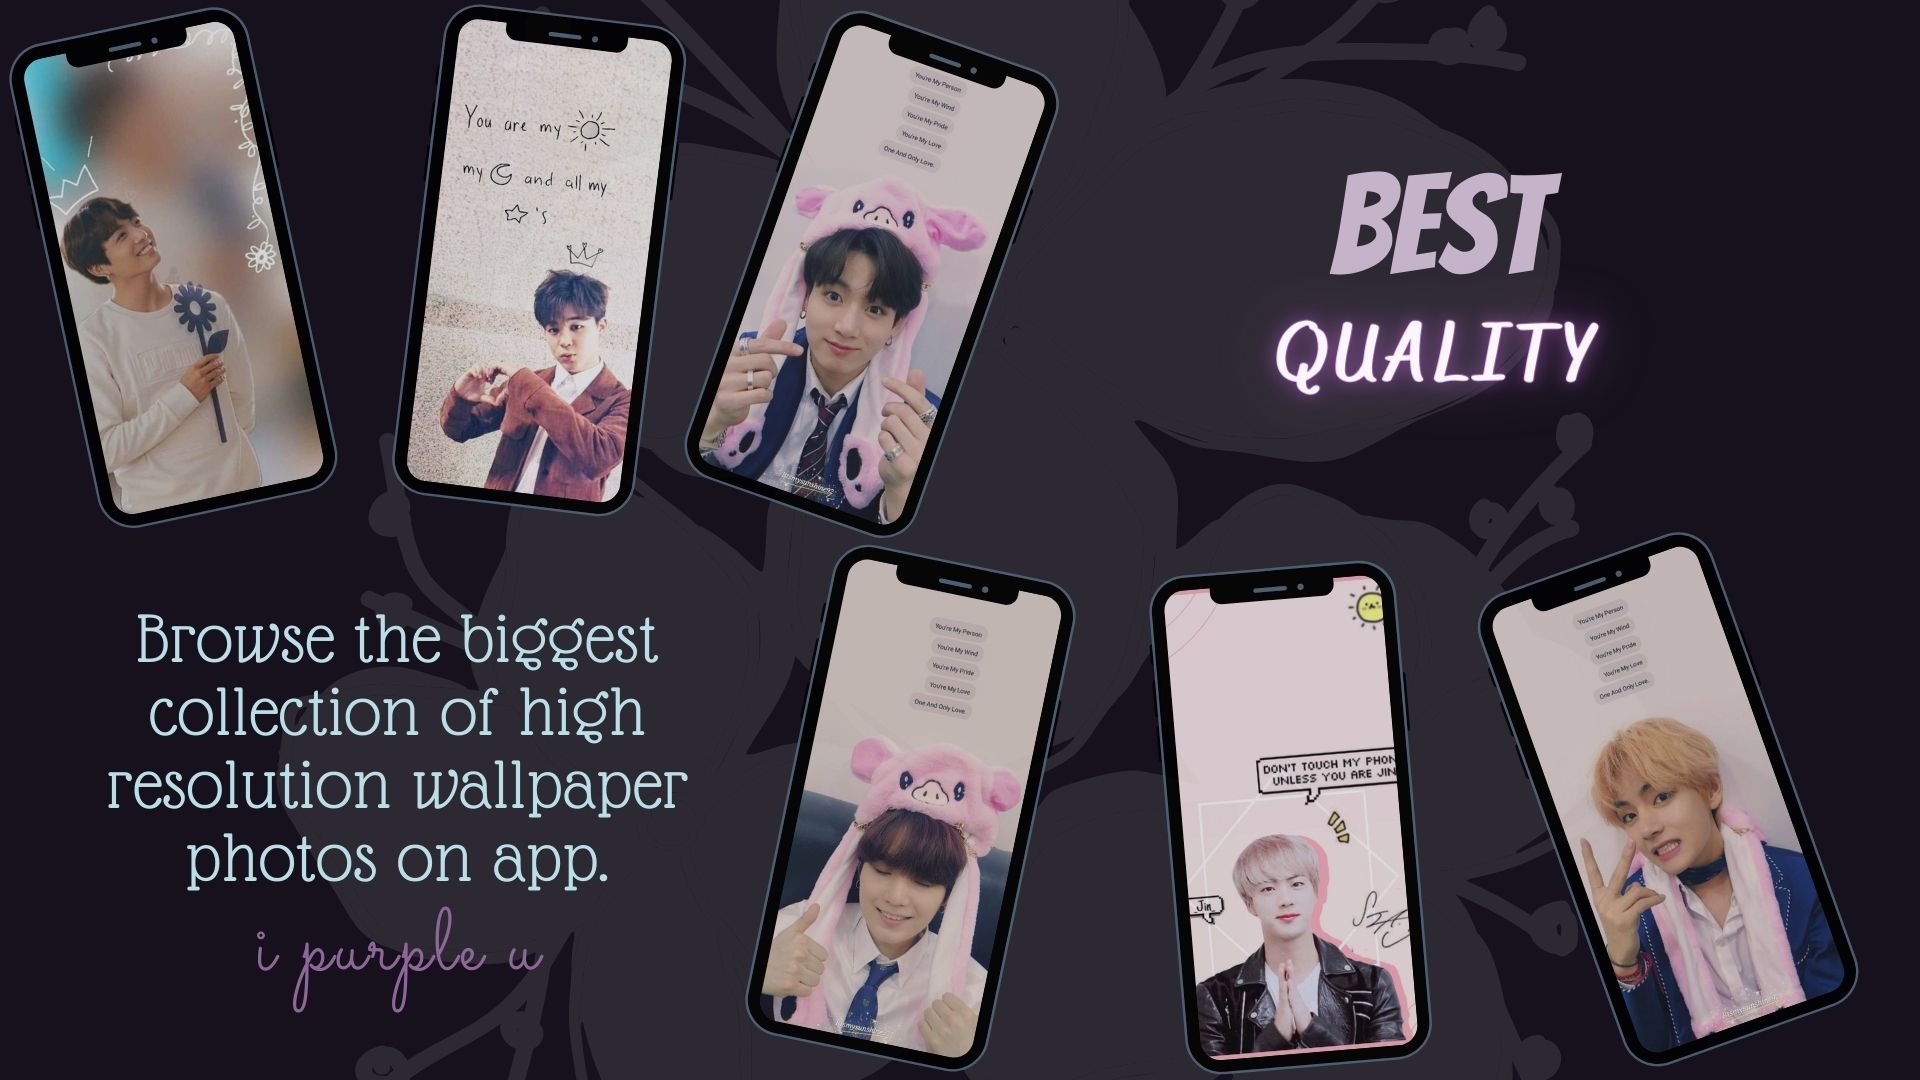 You are my
my and all my
's
You're My Person
You're My Wind
You're My Pride
You're My Love
One And Only Love.
itsmysunshine92
BEST
QUALITY
Browse the biggest
collection of high
resolution wallpaper
photos on app.
i purple u
You're My Person
You're My Wind
You're My Pride
You're My Love
One And Only Love.
itsmysunshine92
DON'T TOUCH MY PHON
UNLESS YOU ARE JIN
Jin
You're My Person
You're My Wind
You're My Pride
You're My Love
One And Only Love.
itsmysunshine92